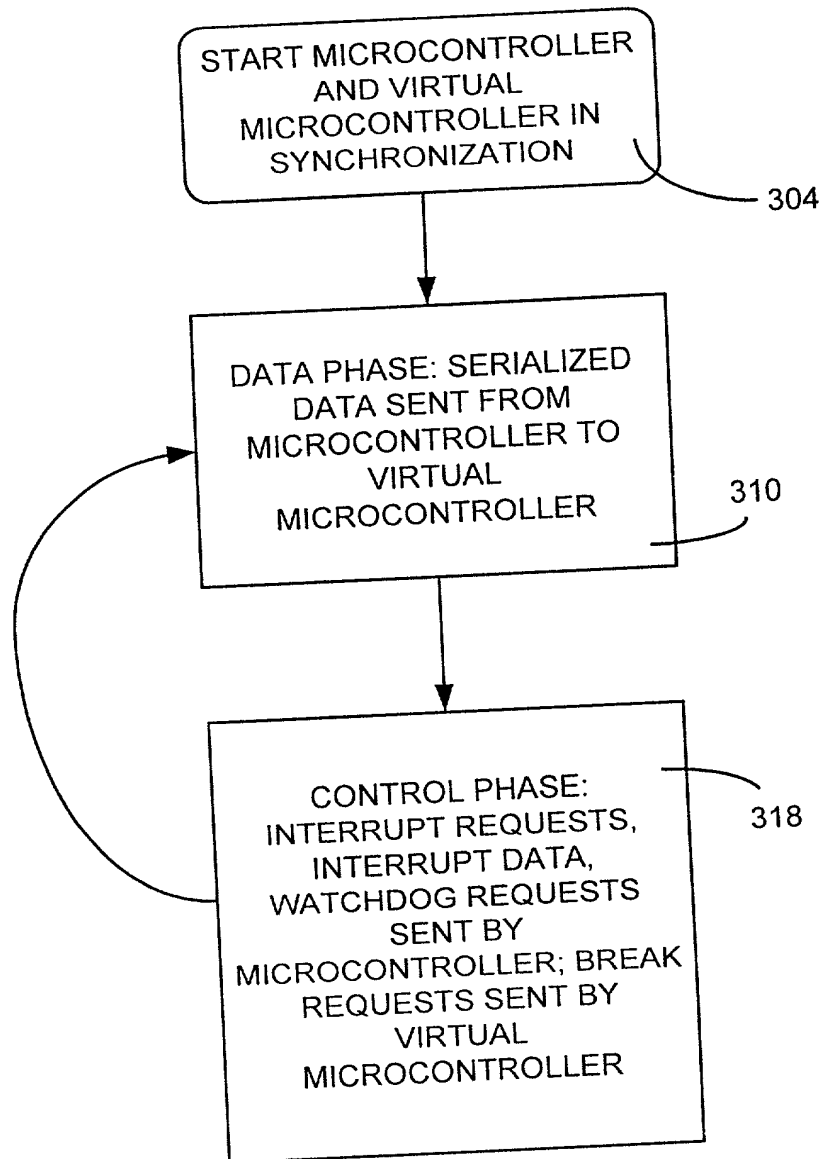 START MICROCONTROLLER
AND VIRTUAL
MICROCONTROLLER IN
SYNCHRONIZATION
304
DATA PHASE: SERIALIZED
DATA SENT FROM
MICROCONTROLLER TO
VIRTUAL
MICROCONTROLLER
310
CONTROL PHASE:
INTERRUPT REQUESTS,
INTERRUPT DATA,
WATCHDOG REQUESTS
SENT BY
MICROCONTROLLER; BREAK
REQUESTS SENT BY
VIRTUAL
MICROCONTROLLER
318